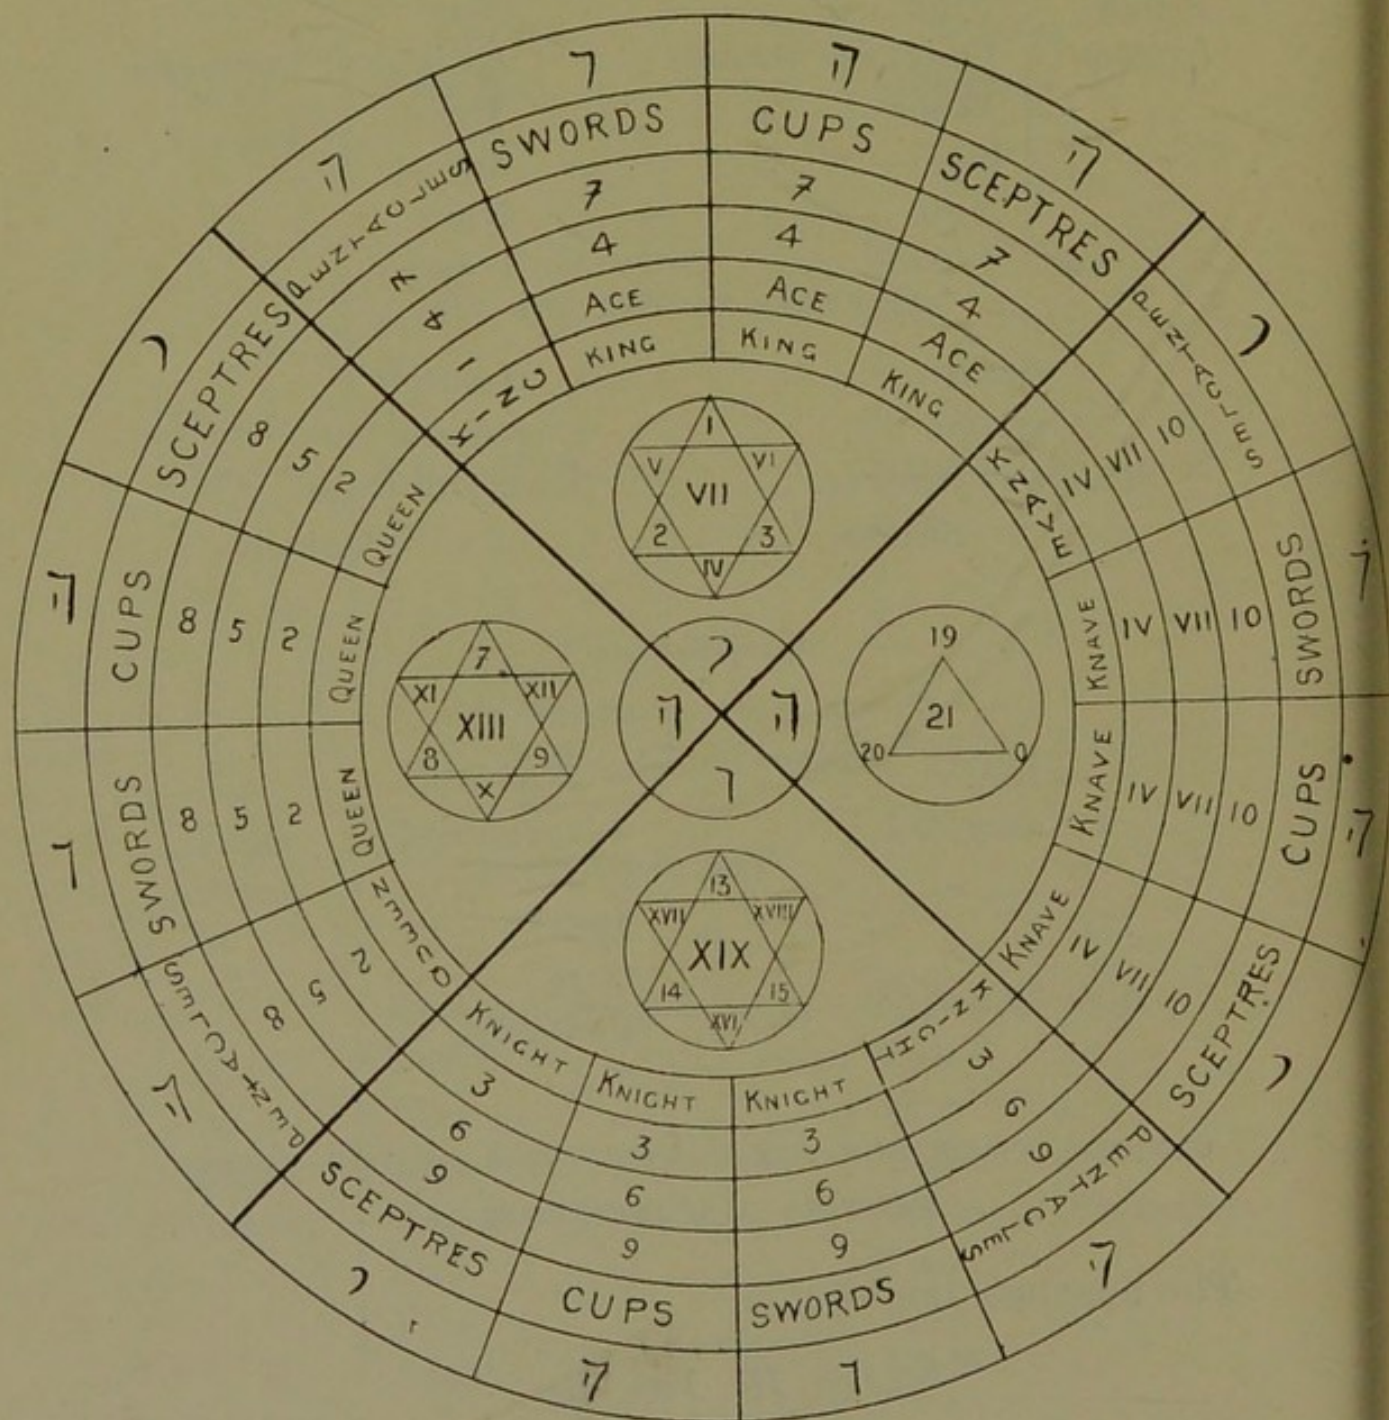 ו
ה
ה
ה
י
SWORDS
CUPS
SCEPTRES
PENTACLES
7
7
7
7
4
4
4
4
ACE
ACE
ACE
1
KING
KING
KING
KING
י
ו
ה
י
PENTACLES
SWORDS
CUPS
SCEPTRES
10
10
10
10
VII
VII
VII
VII
IV
IV
IV
IV
KNAVE
KNAVE
KNAVE
KNAVE
ה
ו
ה
י
PENTACLES
SWORDS
CUPS
SCEPTRES
9
9
9
9
6
6
6
6
3
3
3
3
KNIGHT
KNIGHT
KNIGHT
KNIGHT
ה
ו
ה
PENTACLES
SWORDS
CUPS
SCEPTRES
8
8
8
8
5
5
5
5
2
2
2
2
QUEEN
QUEEN
QUEEN
QUEEN
I
V VI
VII
2 3
IV
7
XI XII
XIII
8 9
X
19
21
20 0
13
XVII XVIII
XIX
14 15
XVI
י
ה ה
ו